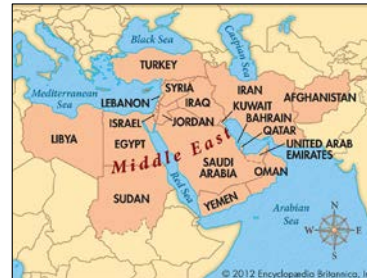 Black Sea
Caspian Sea
TURKEY
Mediterranean
Sea
SYRIA
LEBANON
IRAQ
IRAN
AFGHANISTAN
KUWAIT
ISRAEL
JORDAN
BAHRAIN
QATAR
LIBYA
EGYPT
Middle East
UNITED ARAB
EMIRATES
SAUDI
ARABIA
OMAN
Red Sea
SUDAN
YEMEN
Arabian
Sea
N
W
E
S
© 2012 Encyclopædia Britannica, In